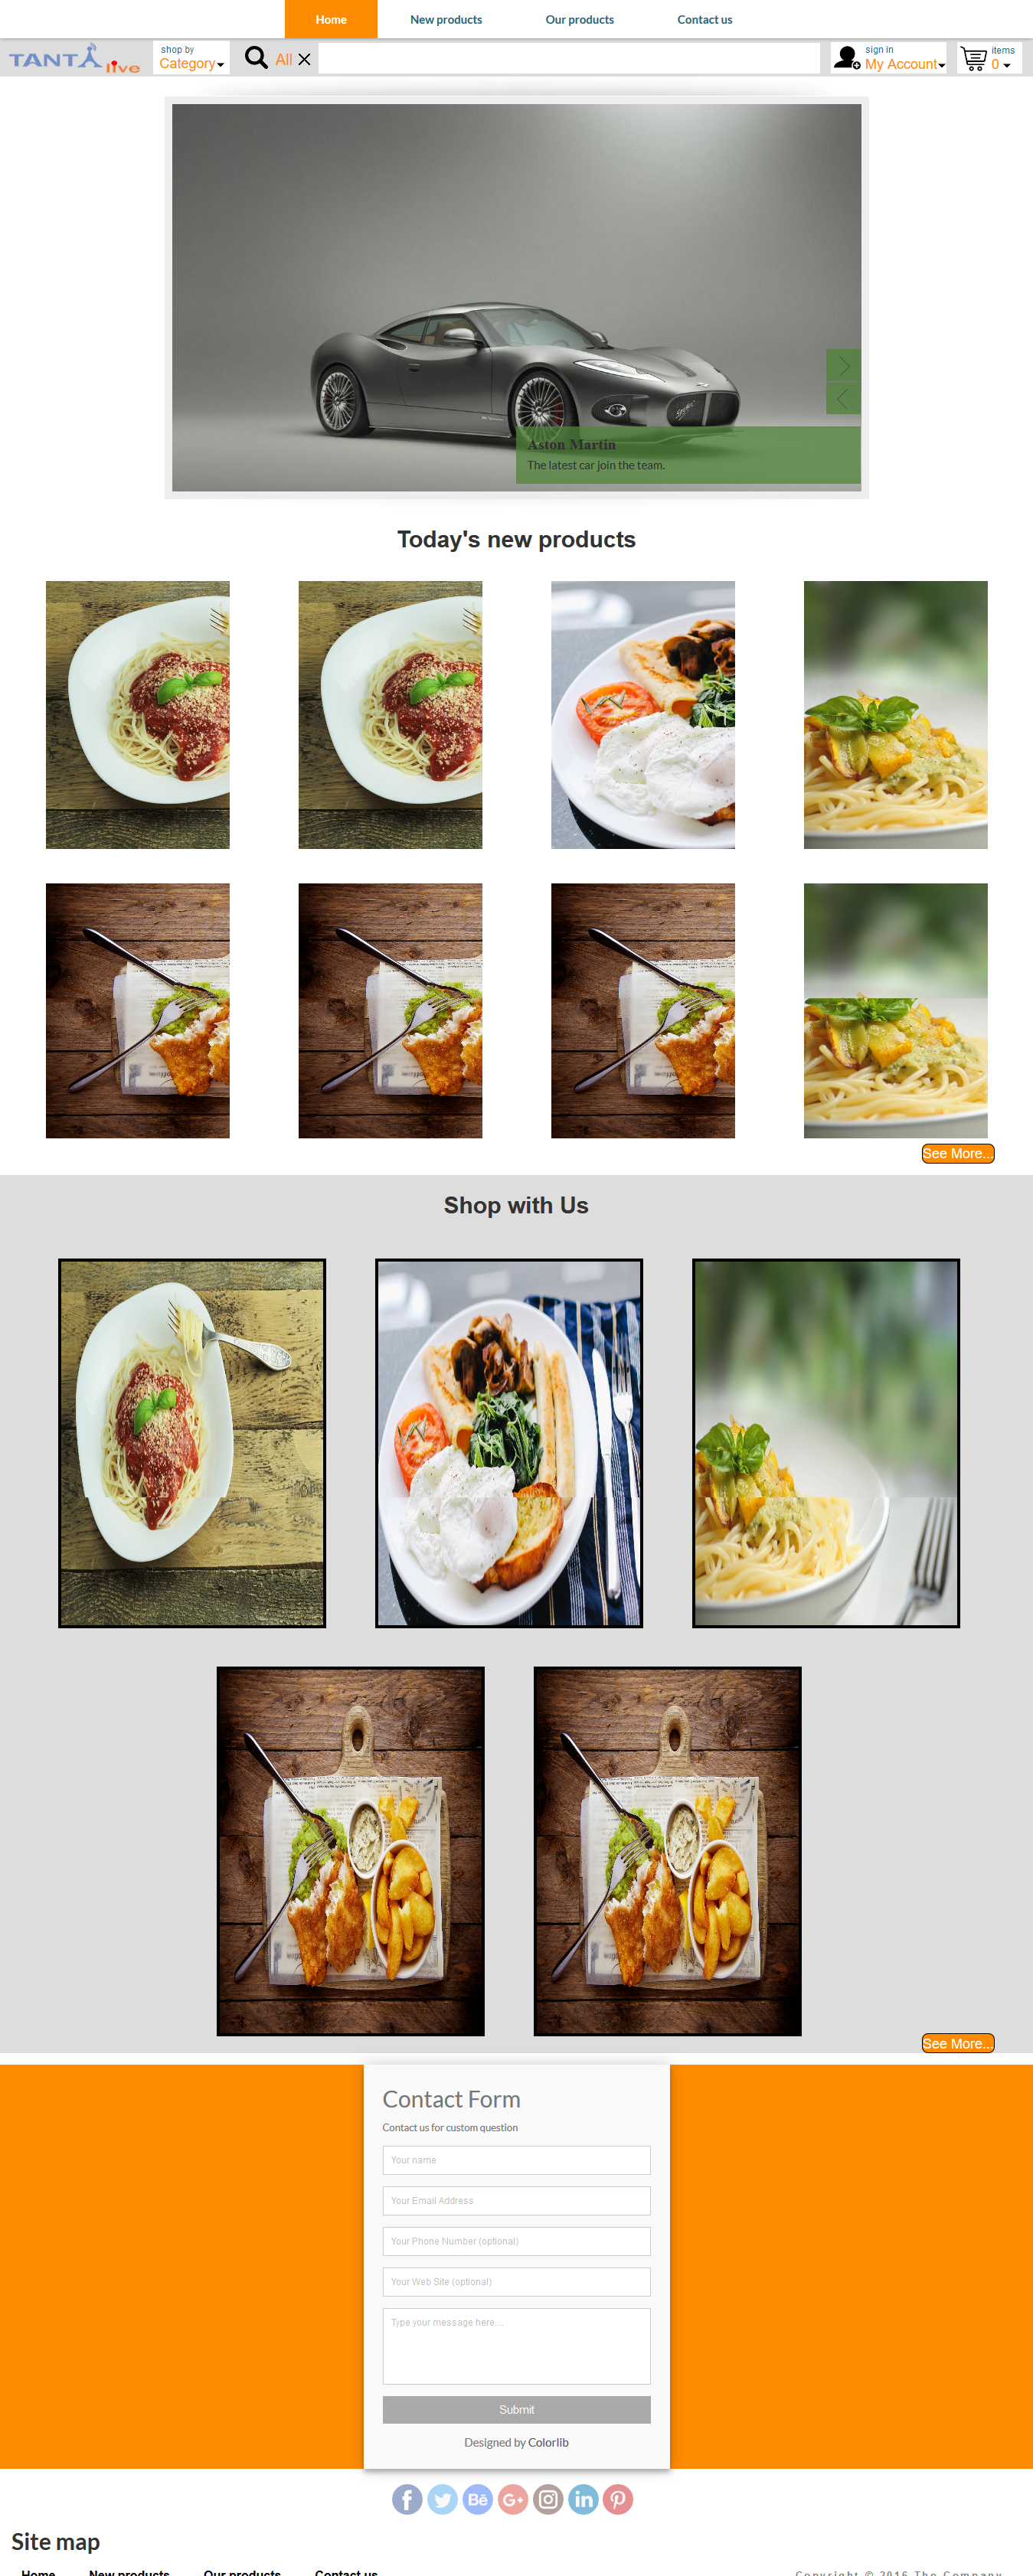 Home New products Our products Contact us
TANTA live
shop by
Category
All
sign in
My Account
items
0
Aston Martin
The latest car join the team.
Today's new products
See More...
Shop with Us
See More...
Contact Form
Contact us for custom question
Your name
Your Email Address
Your Phone Number (optional)
Your Web Site (optional)
Type your message here....
Submit
Designed by Colorlib
Bē
G+
in
Site map
Home New products Our products Contact us
Copyright © 2016 The Company